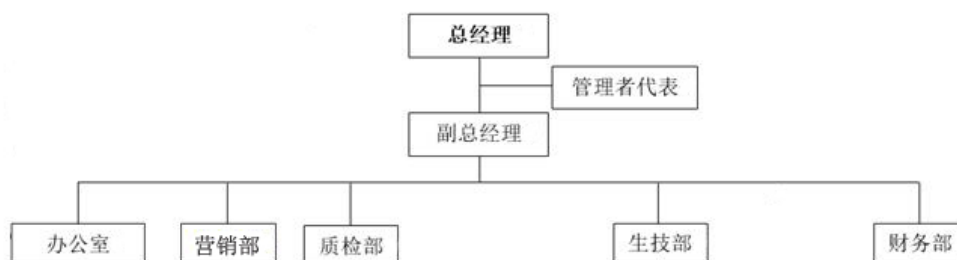 总经理
管理者代表
副总经理
办公室
营销部
质检部
生技部
财务部